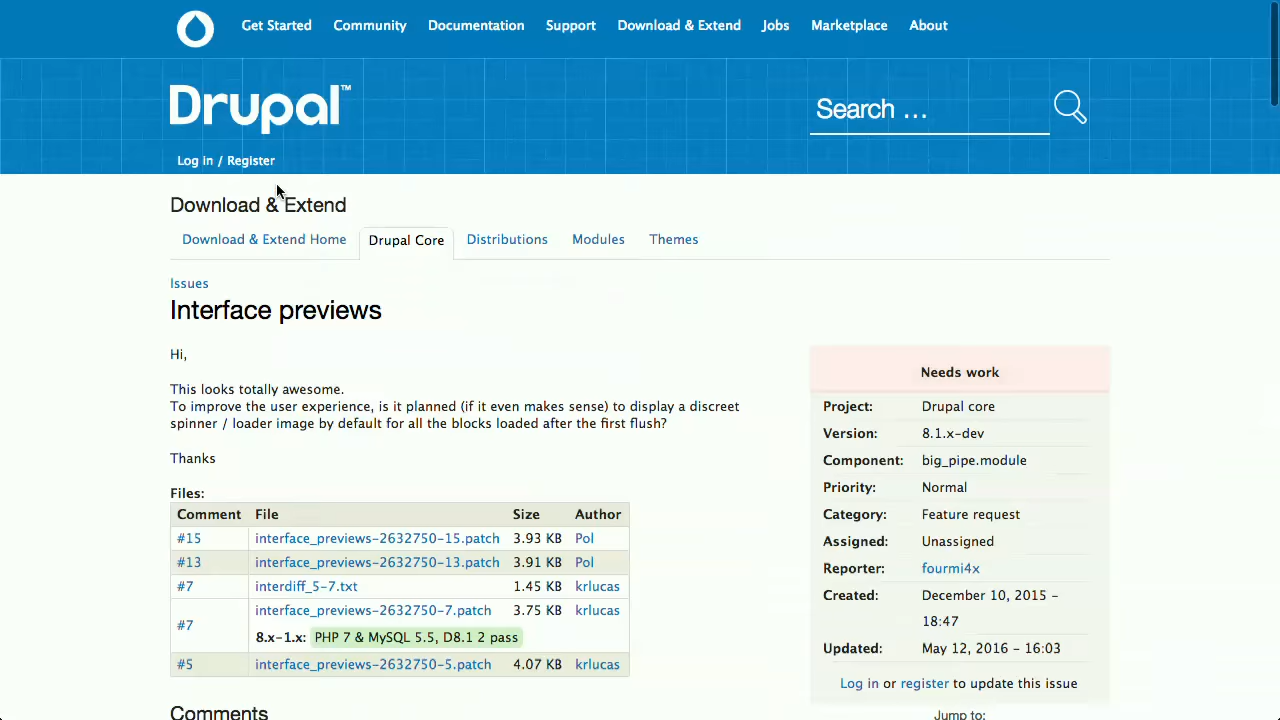 Get Started Community Documentation Support Download & Extend Jobs Marketplace About
Drupal™
Search ...
Log in / Register
Download & Extend
Download & Extend Home Drupal Core Distributions Modules Themes
Issues
Interface previews
Hi,
This looks totally awesome.
To improve the user experience, is it planned (if it even makes sense) to display a discreet
spinner / loader image by default for all the blocks loaded after the first flush?
Thanks
Files:
Comment File Size Author
#15 interface_previews-2632750-15.patch 3.93 KB Pol
#13 interface_previews-2632750-13.patch 3.91 KB Pol
#7 interdiff_5-7.txt 1.45 KB krlucas
#7 interface_previews-2632750-7.patch 3.75 KB krlucas
8.x-1.x: PHP 7 & MySQL 5.5, D8.1 2 pass
#5 interface_previews-2632750-5.patch 4.07 KB krlucas
Comments
Needs work
Project: Drupal core
Version: 8.1.x-dev
Component: big_pipe.module
Priority: Normal
Category: Feature request
Assigned: Unassigned
Reporter: fourmi4x
Created: December 10, 2015 -
18:47
Updated: May 12, 2016 - 16:03
Log in or register to update this issue
Jump to: